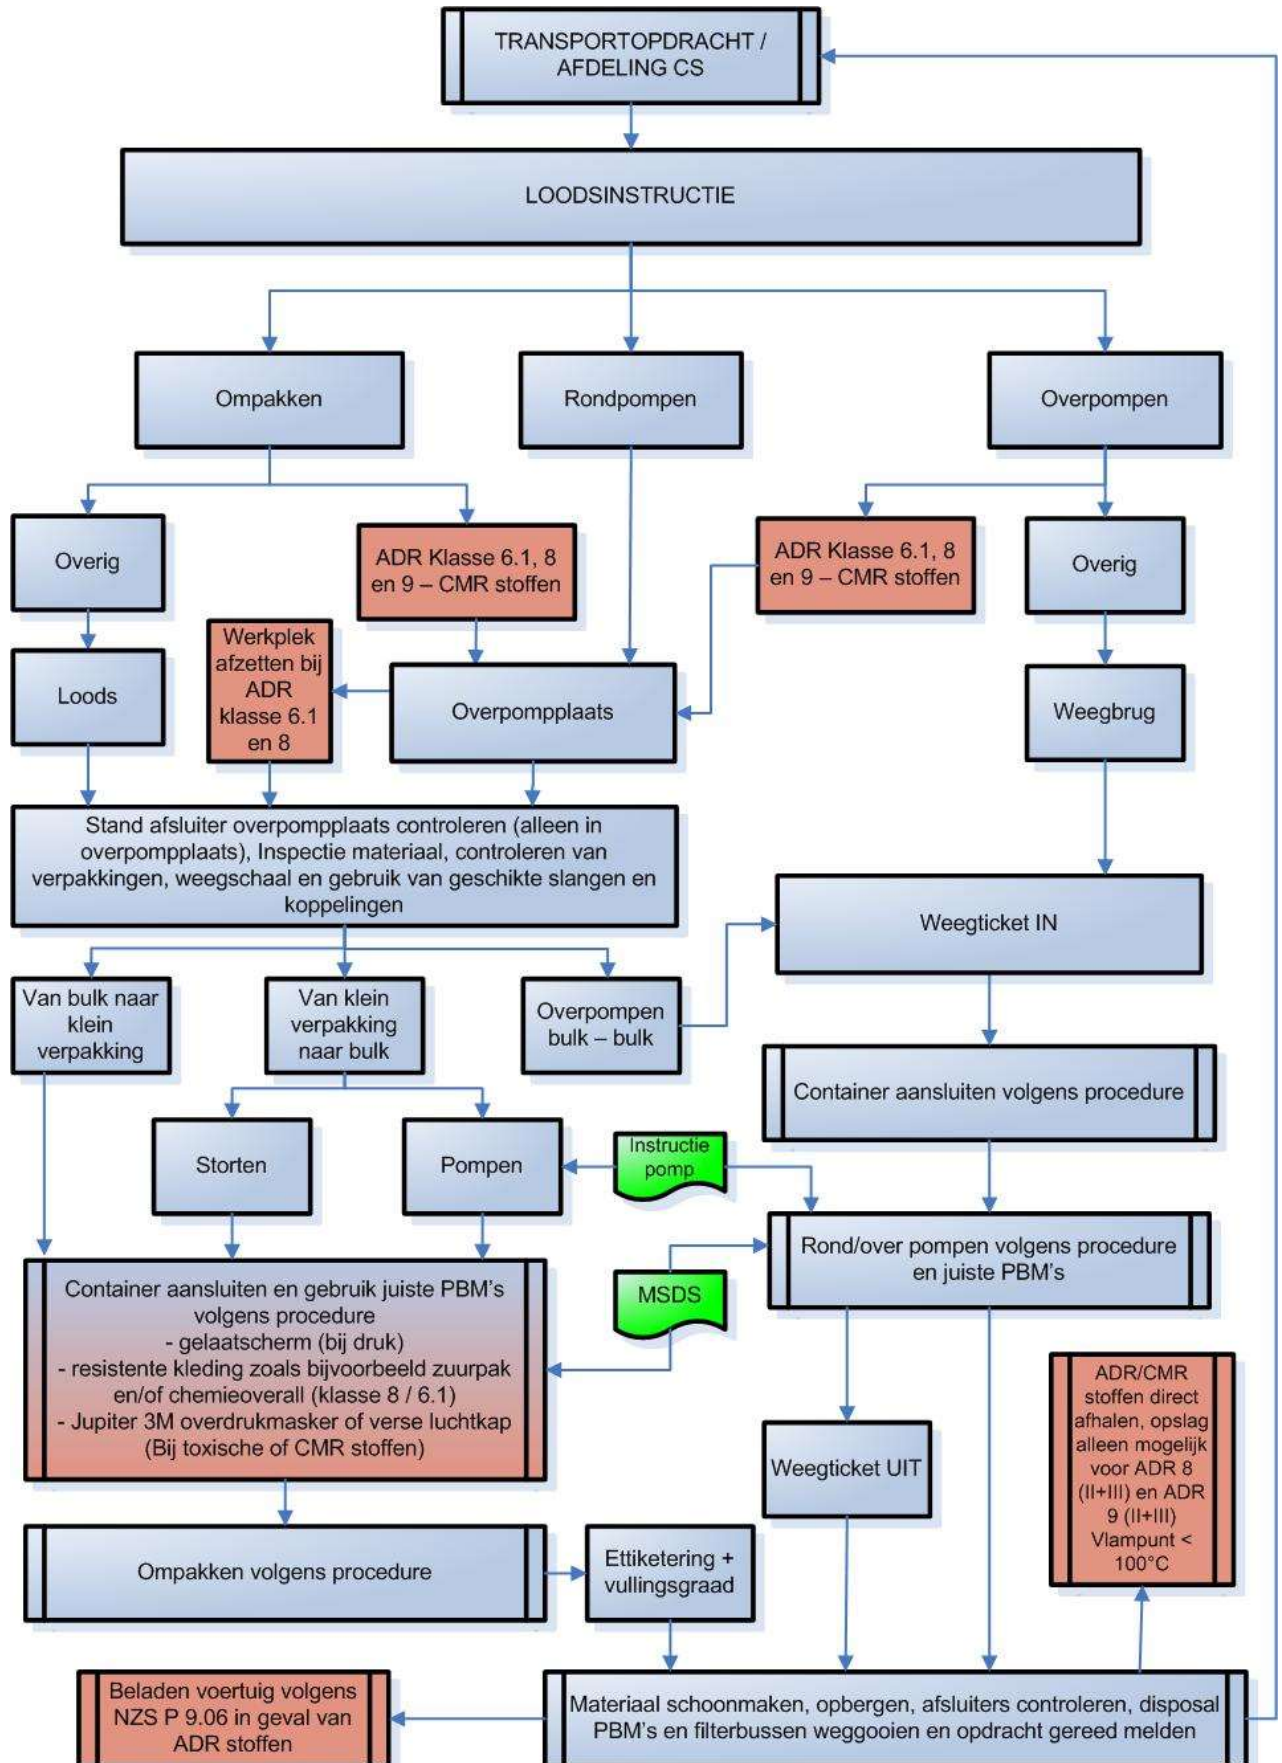 TRANSPORTOPDRACHT /
AFDELING CS
LOODSINSTRUCTIE
Ompakken
Rondpompen
Overpompen
Overig
ADR Klasse 6.1, 8
en 9 – CMR stoffen
ADR Klasse 6.1, 8
en 9 – CMR stoffen
Overig
Loods
Werkplek
afzetten bij
ADR
klasse 6.1
en 8
Overpompplaats
Weegbrug
Stand afsluiter overpompplaats controleren (alleen in
overpompplaats), Inspectie materiaal, controleren van
verpakkingen, weegschaal en gebruik van geschikte slangen en
koppelingen
Weegticket IN
Van bulk naar
klein
verpakking
Van klein
verpakking
naar bulk
Overpompen
bulk – bulk
Container aansluiten volgens procedure
Storten
Pompen
Instructie
pomp
Rond/over pompen volgens procedure
en juiste PBM's
Container aansluiten en gebruik juiste PBM's
volgens procedure
- gelaatscherm (bij druk)
- resistente kleding zoals bijvoorbeeld zuurpak
en/of chemieoverall (klasse 8 / 6.1)
- Jupiter 3M overdrukmasker of verse luchtkap
(Bij toxische of CMR stoffen)
MSDS
Weegticket UIT
ADR/CMR
stoffen direct
afhalen, opslag
alleen mogelijk
voor ADR 8
(II+III) en ADR
9 (II+III)
Vlampunt <
100°C
Ompakken volgens procedure
Ettiketering +
vullingsgraad
Beladen voertuig volgens
NZS P 9.06 in geval van
ADR stoffen
Materiaal schoonmaken, opbergen, afsluiters controleren, disposal
PBM's en filterbussen weggooien en opdracht gereed melden